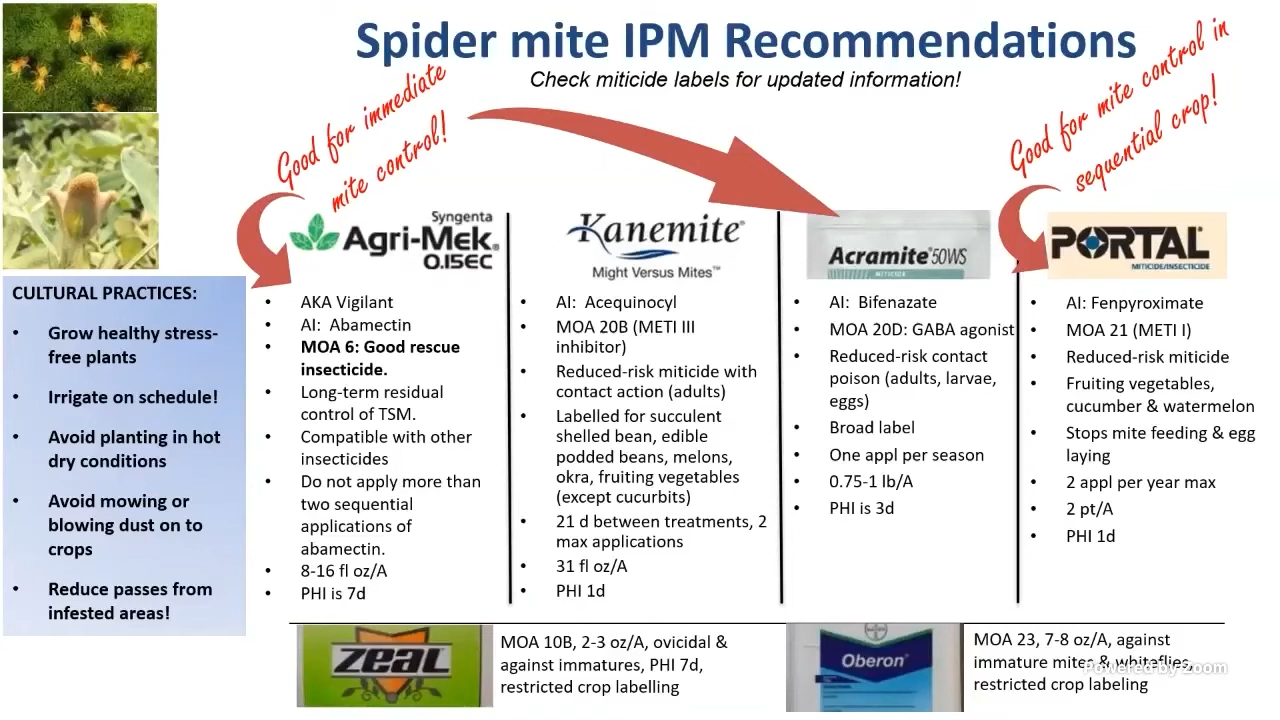 Spider mite IPM Recommendations
Check miticide labels for updated information!
Good for immediate
mite control!
Good for mite control in
sequential crop!
CULTURAL PRACTICES:
• Grow healthy stress-
free plants
• Irrigate on schedule!
• Avoid planting in hot
dry conditions
• Avoid mowing or
blowing dust on to
crops
• Reduce passes from
infested areas!
Syngenta
Agri-Mek®
0.15EC
• AKA Vigilant
• AI: Abamectin
• MOA 6: Good rescue
insecticide.
• Long-term residual
control of TSM.
• Compatible with other
insecticides
• Do not apply more than
two sequential
applications of
abamectin.
• 8-16 fl oz/A
• PHI is 7d
Kanemite®
Might Versus Mites™
• AI: Acequinocyl
• MOA 20B (METI III
inhibitor)
• Reduced-risk miticide with
contact action (adults)
• Labelled for succulent
shelled bean, edible
podded beans, melons,
okra, fruiting vegetables
(except cucurbits)
• 21 d between treatments, 2
max applications
• 31 fl oz/A
• PHI 1d
Acramite®50WS
MITICIDE
• AI: Bifenazate
• MOA 20D: GABA agonist
• Reduced-risk contact
poison (adults, larvae,
eggs)
• Broad label
• One appl per season
• 0.75-1 lb/A
• PHI is 3d
PORTAL®
MITICIDE/INSECTICIDE
• AI: Fenpyroximate
• MOA 21 (METI I)
• Reduced-risk miticide
• Fruiting vegetables,
cucumber & watermelon
• Stops mite feeding & egg
laying
• 2 appl per year max
• 2 pt/A
• PHI 1d
ZEAL
MOA 10B, 2-3 oz/A, ovicidal &
against immatures, PHI 7d,
restricted crop labelling
BAYER
Oberon®
MOA 23, 7-8 oz/A, against
immature mites & whiteflies,
restricted crop labeling
Powered by Zoom